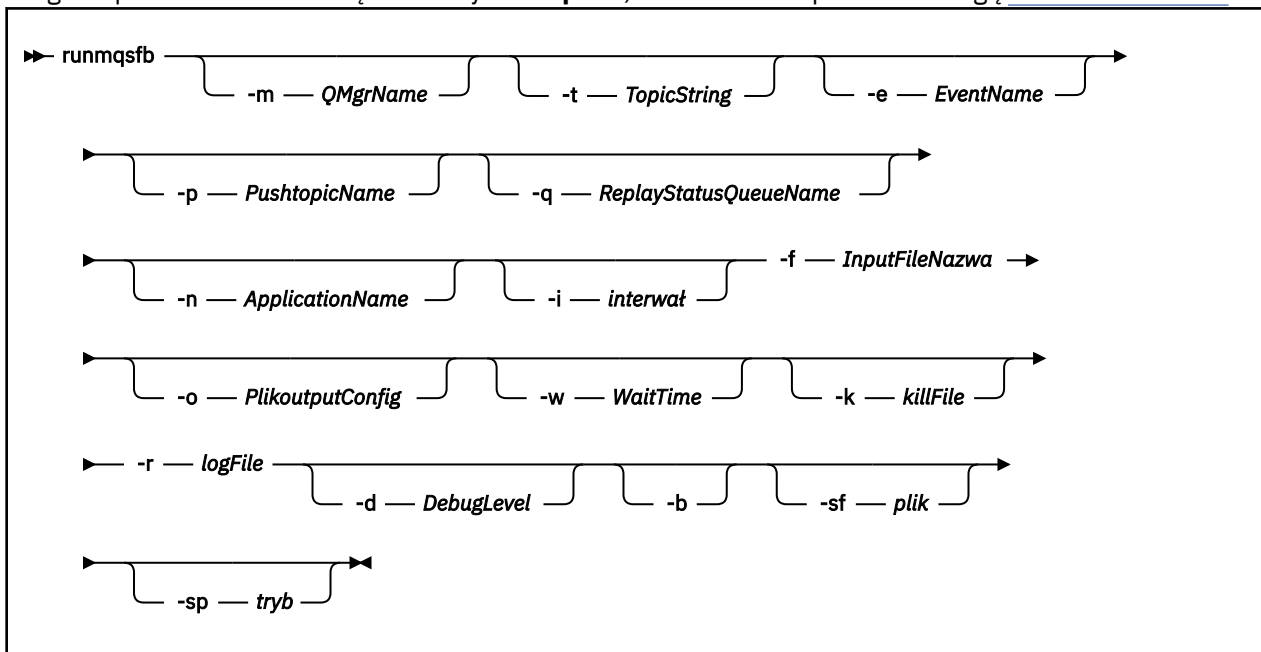 runmqsfb
-m QMgrName -t TopicString -e EventName
-p PushtopicName -q ReplayStatusQueueName
-f InputFileNazwa
-n ApplicationName -i interwał
-o PlikoutputConfig -w WaitTime -k killFile
-r logFile
-d DebugLevel -b -sf plik
-sp tryb